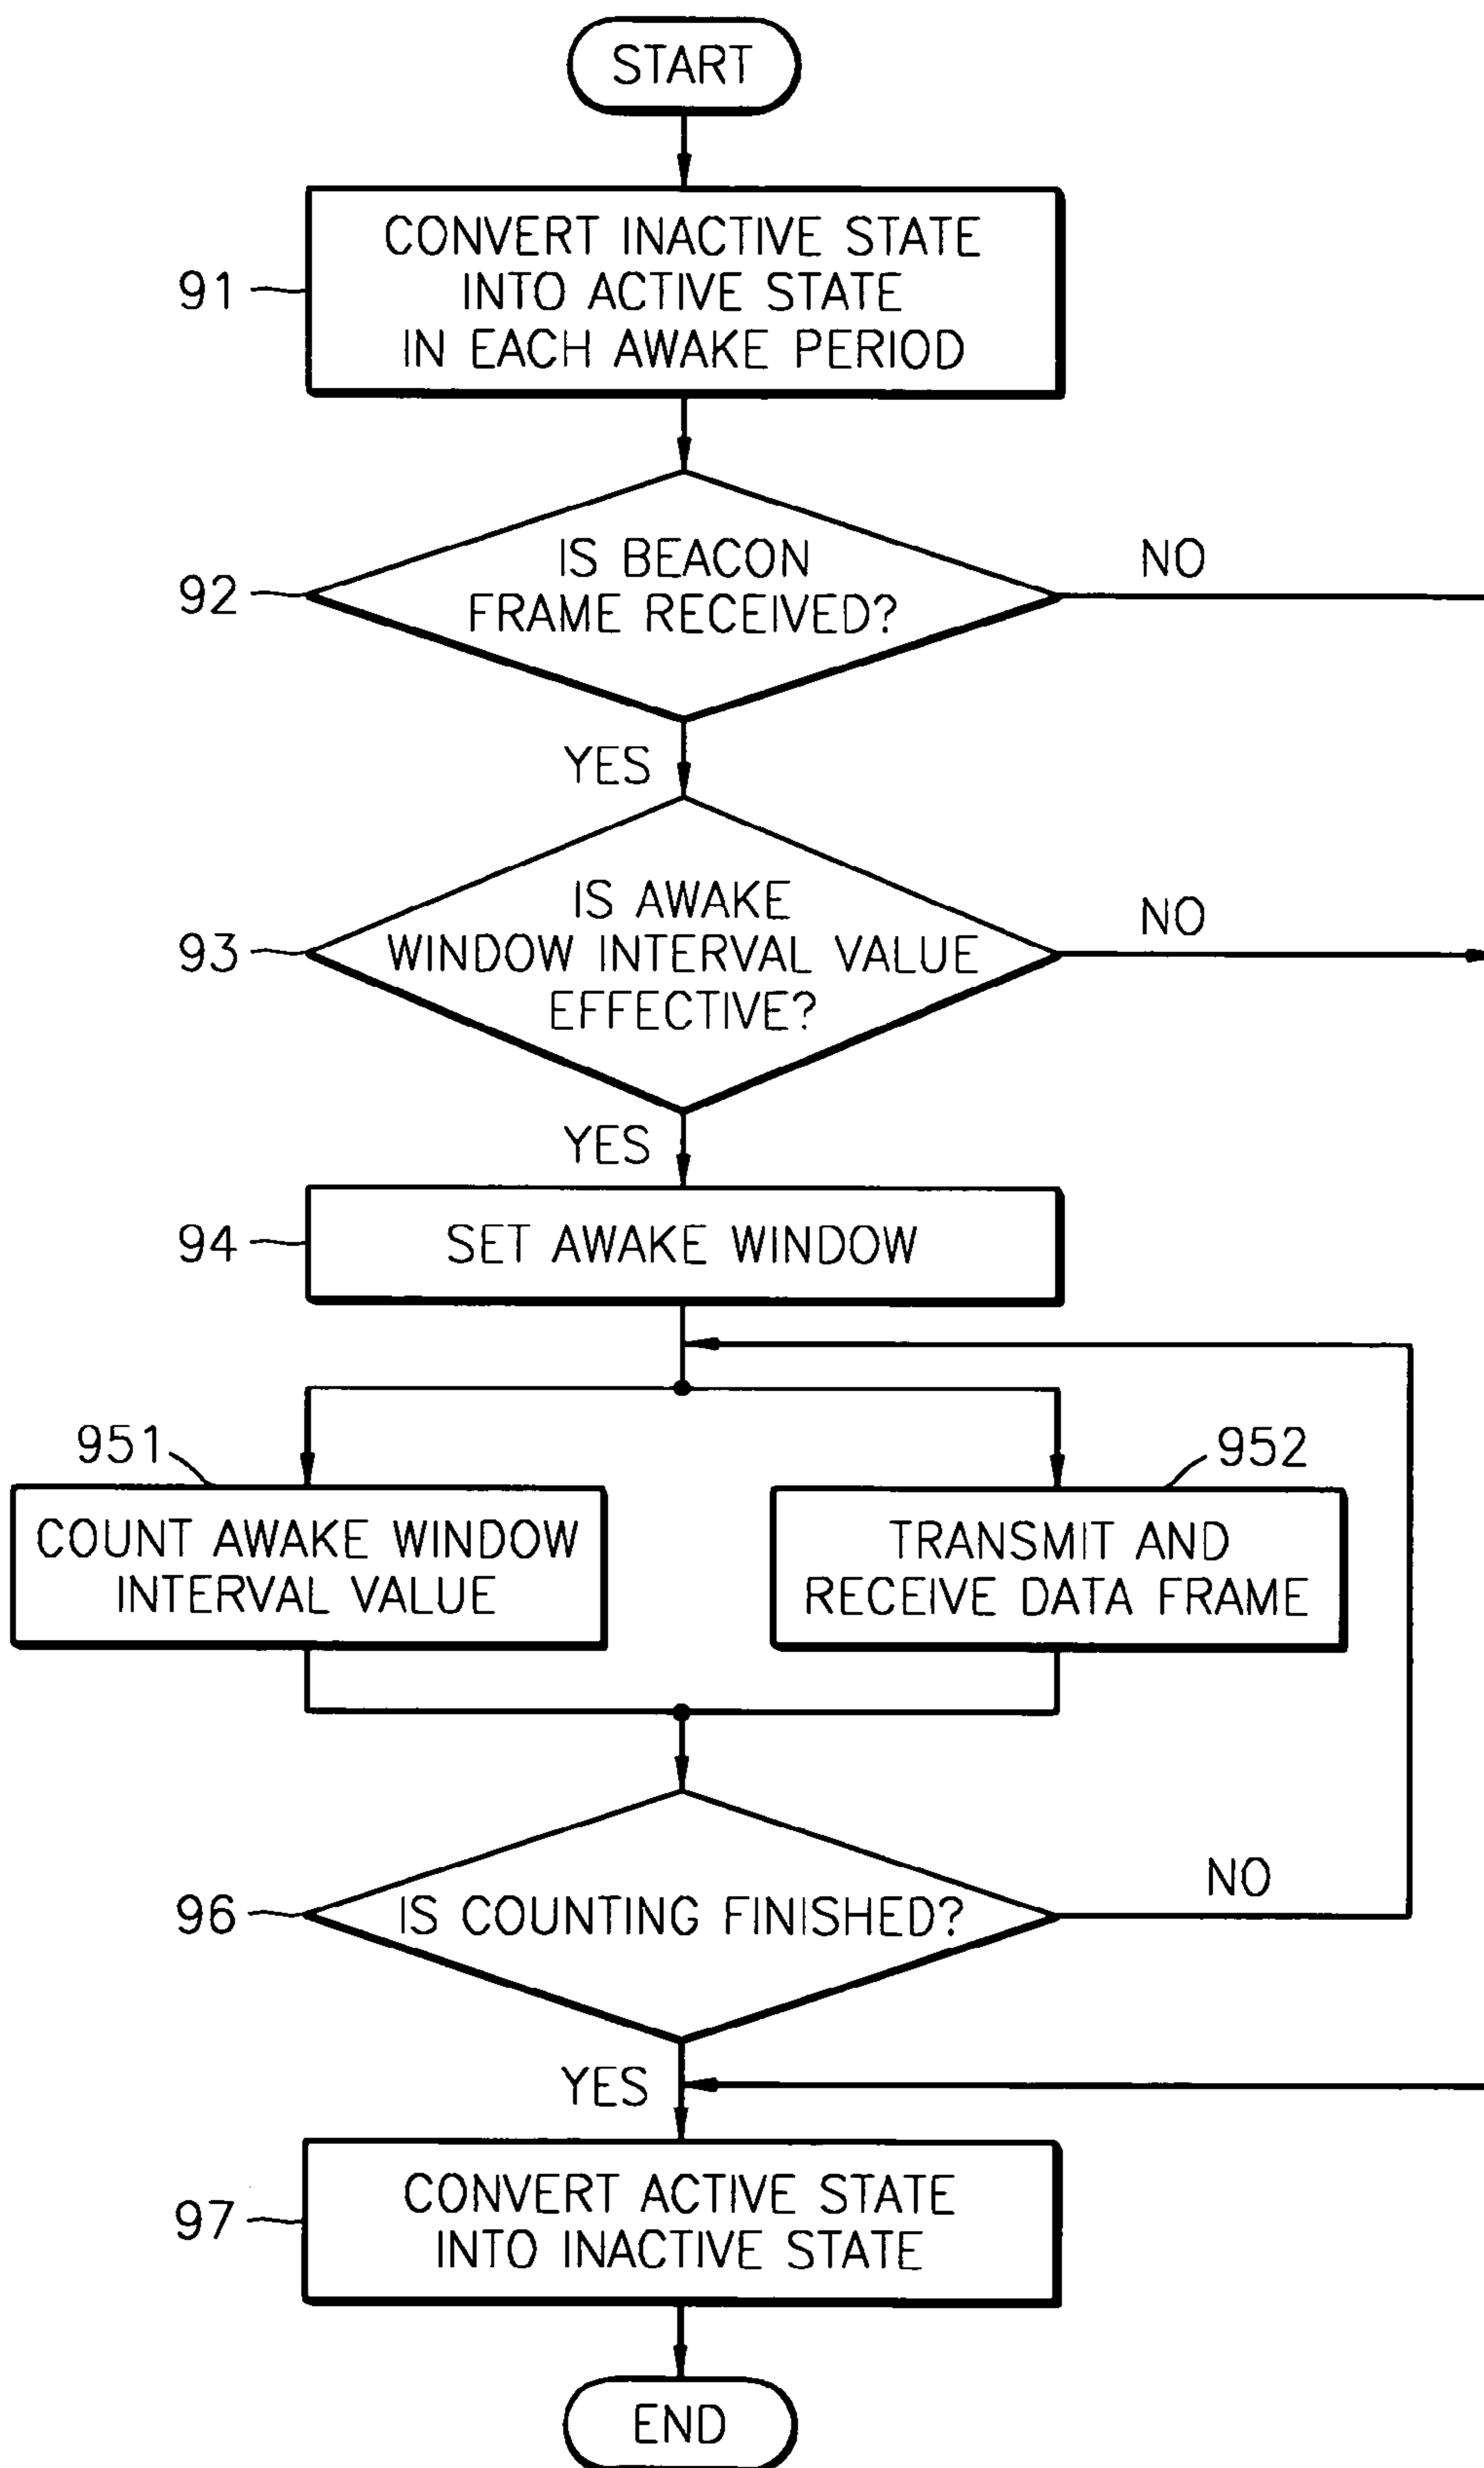 START
91
CONVERT INACTIVE STATE
INTO ACTIVE STATE
IN EACH AWAKE PERIOD
92
IS BEACON
FRAME RECEIVED?
NO
YES
93
IS AWAKE
WINDOW INTERVAL VALUE
EFFECTIVE?
NO
YES
94
SET AWAKE WINDOW
951
COUNT AWAKE WINDOW
INTERVAL VALUE
952
TRANSMIT AND
RECEIVE DATA FRAME
96
IS COUNTING FINISHED?
NO
YES
97
CONVERT ACTIVE STATE
INTO INACTIVE STATE
END